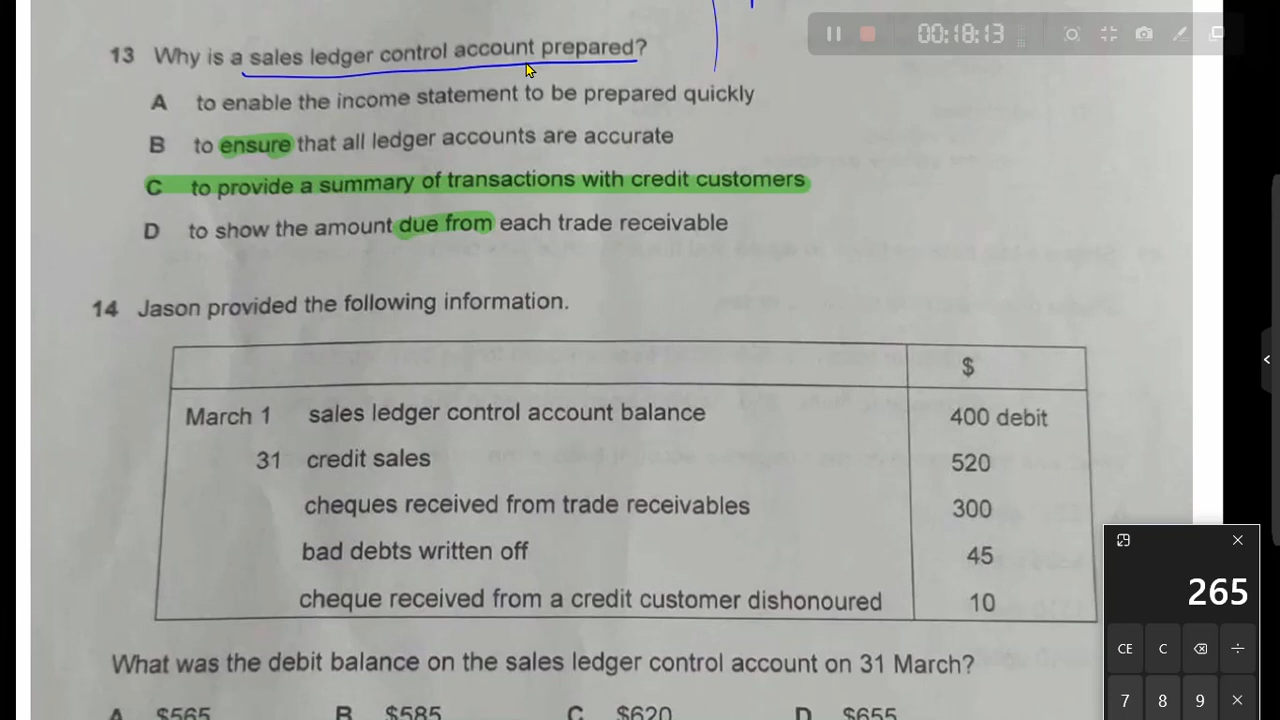 00:18:13
13 Why is a sales ledger control account prepared?
A to enable the income statement to be prepared quickly
B to ensure that all ledger accounts are accurate
C to provide a summary of transactions with credit customers
D to show the amount due from each trade receivable
14 Jason provided the following information.
$
March 1 sales ledger control account balance 400 debit
31 credit sales 520
cheques received from trade receivables 300
bad debts written off 45
cheque received from a credit customer dishonoured 10
What was the debit balance on the sales ledger control account on 31 March?
A $565 B $585 C $620 D $655
265
CE C ⌫ ÷
7 8 9 ×